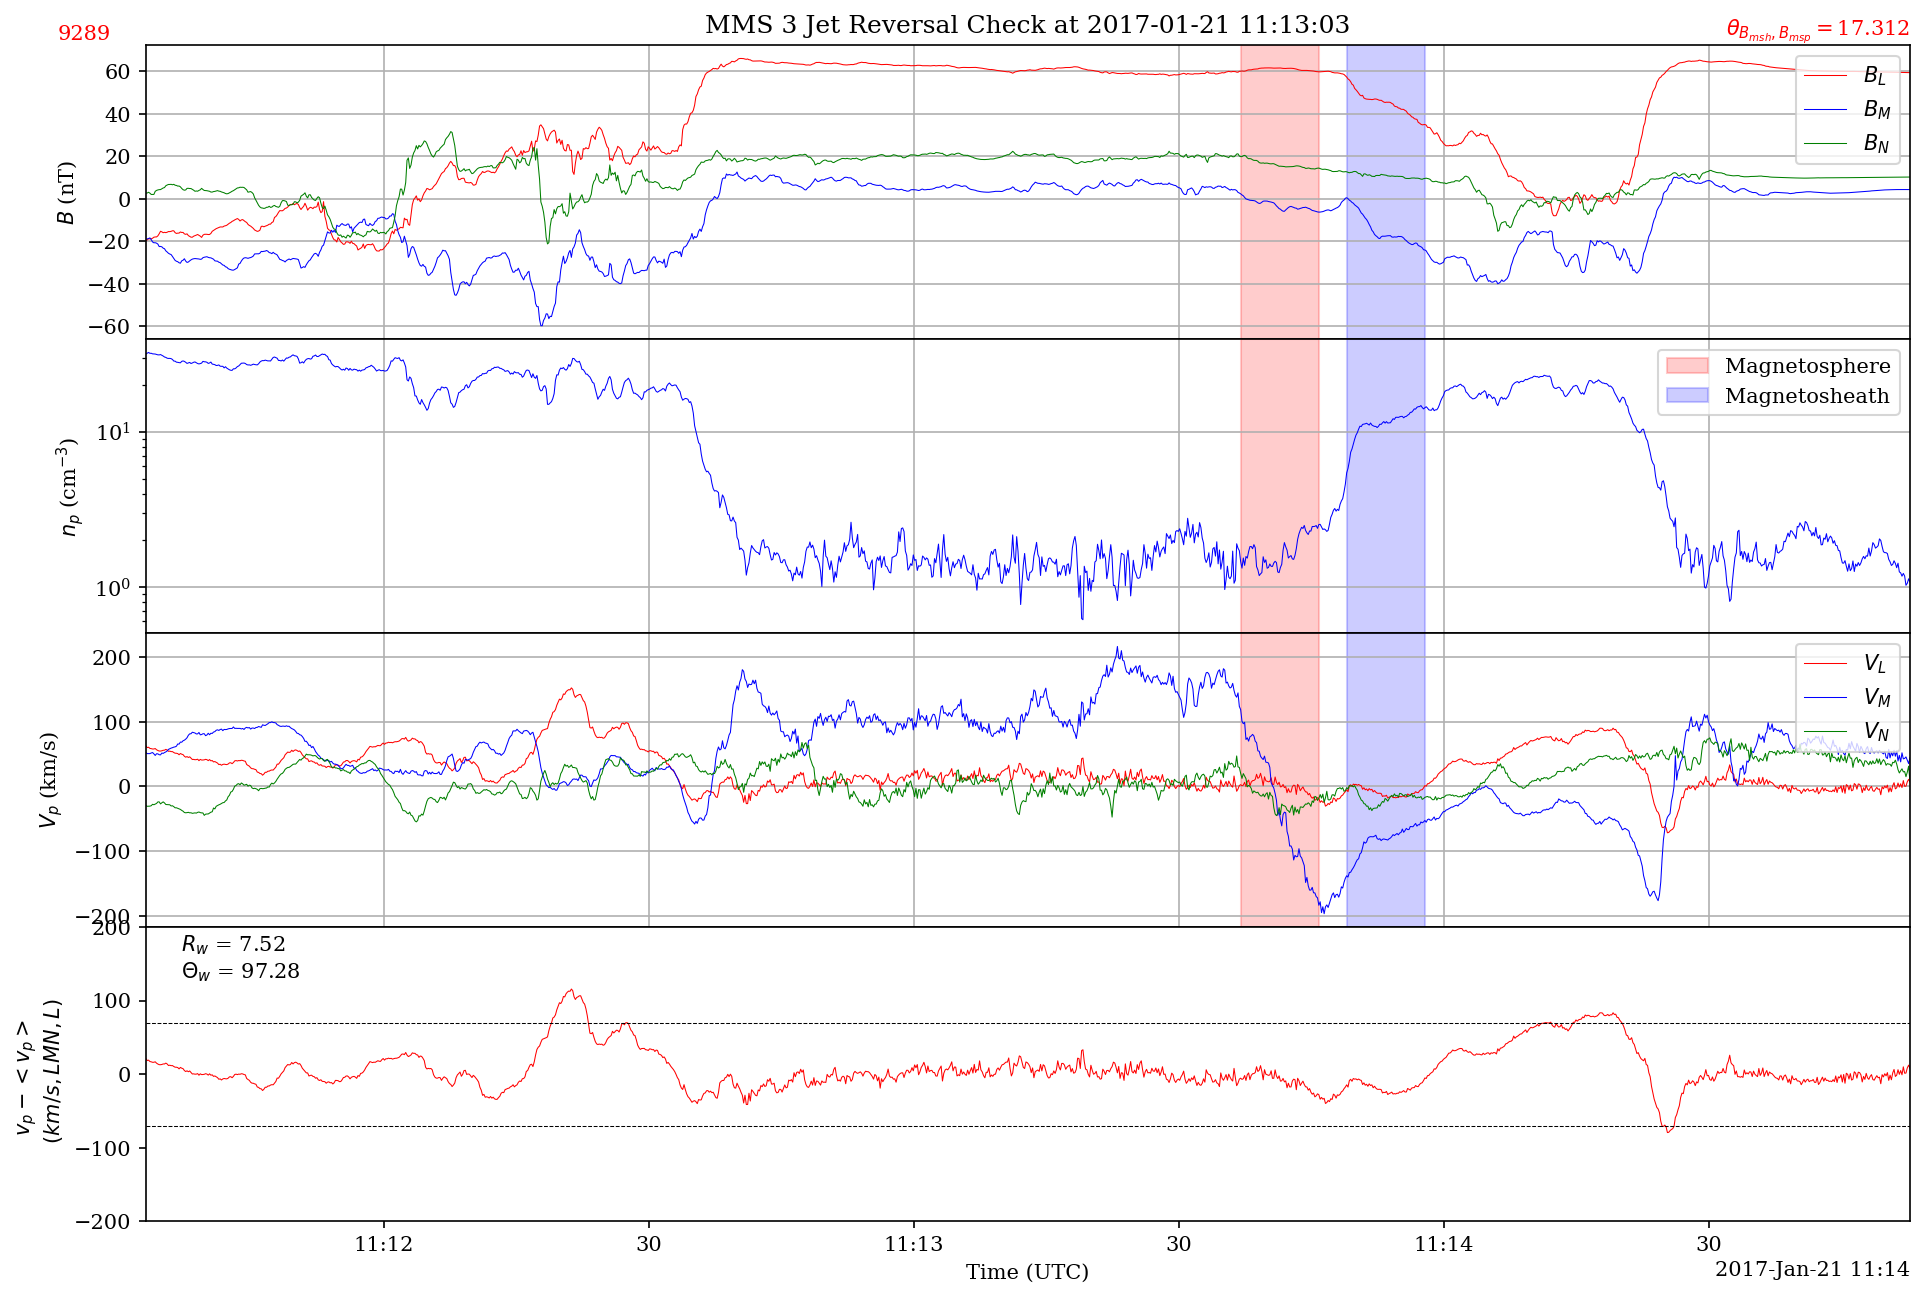 9289
MMS 3 Jet Reversal Check at 2017-01-21 11:13:03
θ_{B_{msh}, B_{msp}} = 17.312
60
40
20
0
−20
−40
−60
B (nT)
B_L
B_M
B_N
10^1
10^0
n_p (cm^{−3})
Magnetosphere
Magnetosheath
200
100
0
−100
−200
V_p (km/s)
V_L
V_M
V_N
200
100
0
−100
−200
v_p − < v_p >
(km/s, LMN, L)
R_w = 7.52
Θ_w = 97.28
11:12 30 11:13 30 11:14 30
Time (UTC)
2017-Jan-21 11:14